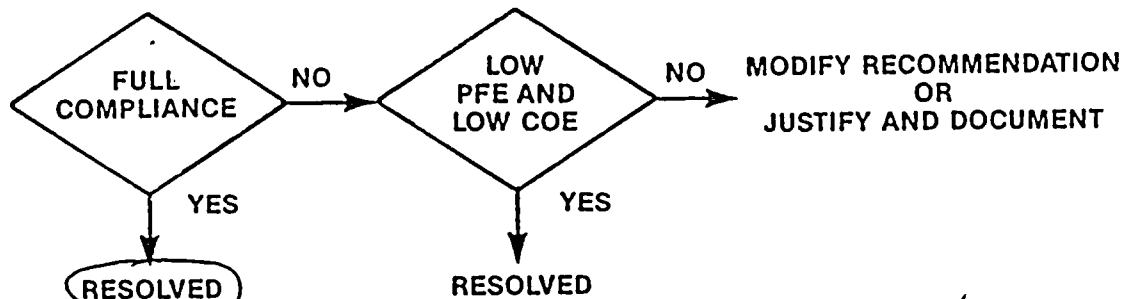 FULL
COMPLIANCE
NO
LOW
PFE AND
LOW COE
NO
MODIFY RECOMMENDATION
OR
JUSTIFY AND DOCUMENT
YES
YES
RESOLVED
RESOLVED